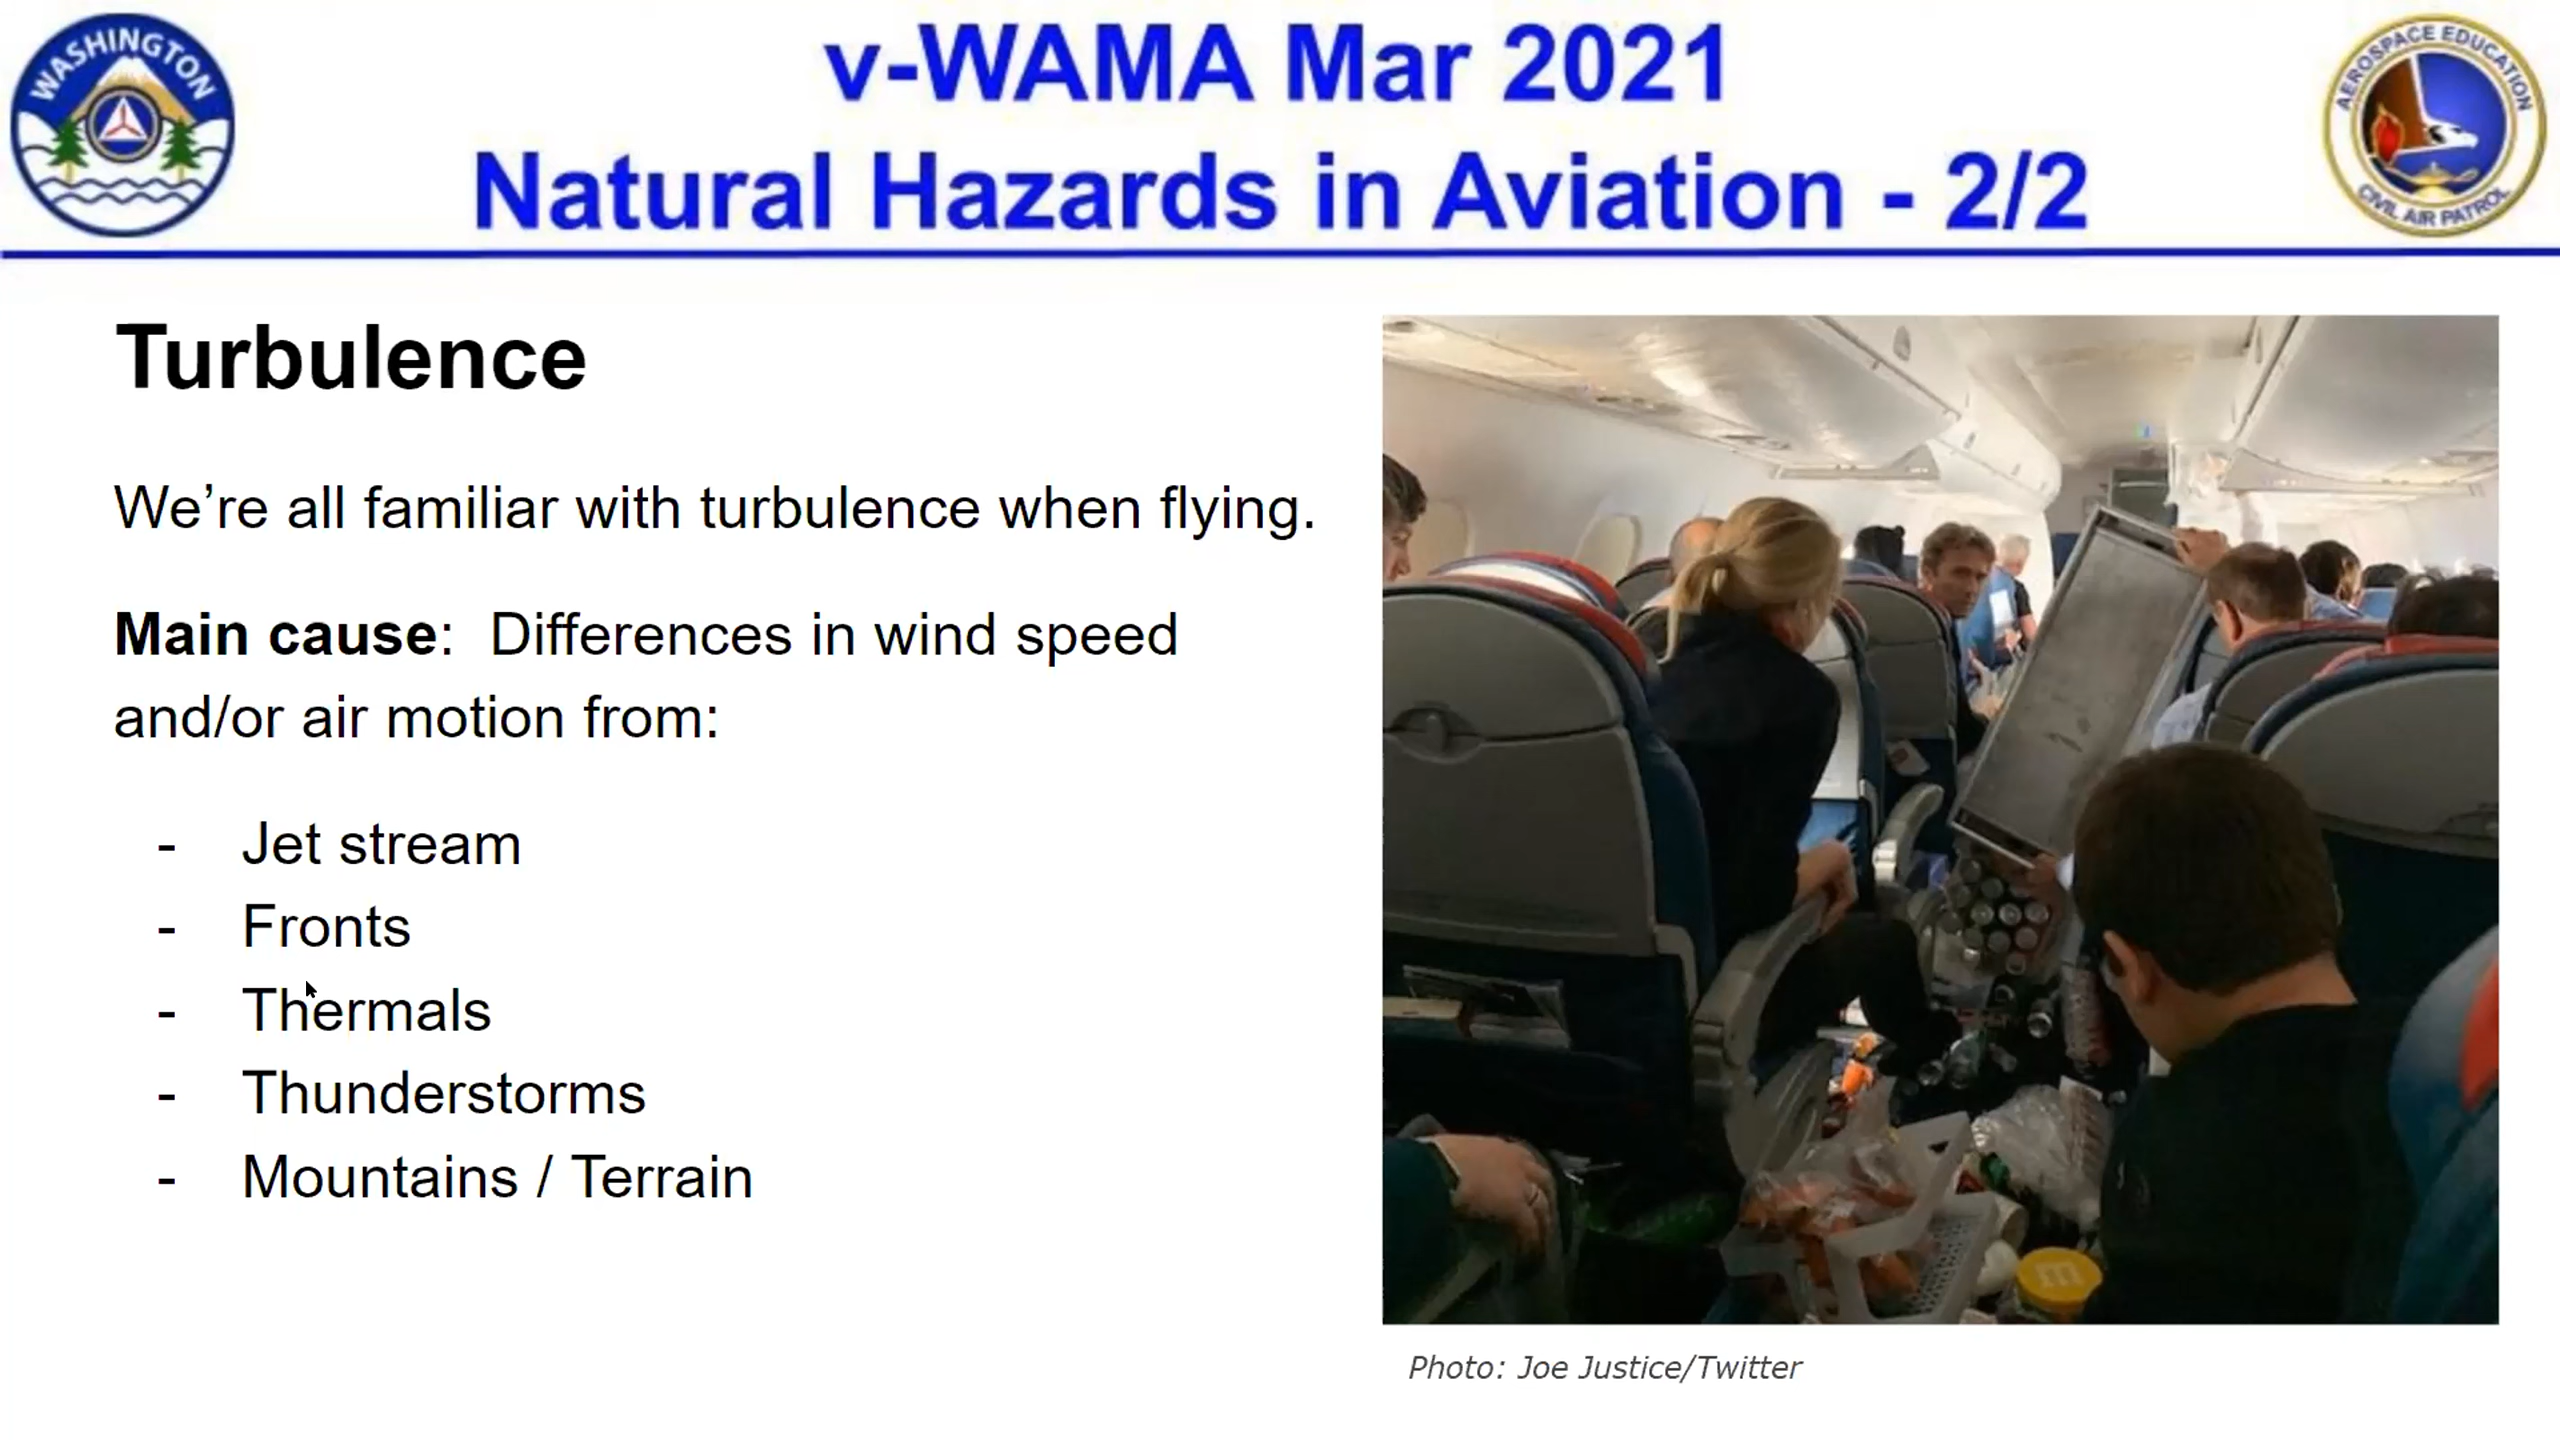 WASHINGTON
v-WAMA Mar 2021
Natural Hazards in Aviation - 2/2
AEROSPACE EDUCATION
CIVIL AIR PATROL
Turbulence
We’re all familiar with turbulence when flying.
Main cause:  Differences in wind speed
and/or air motion from:
- Jet stream
- Fronts
- Thermals
- Thunderstorms
- Mountains / Terrain
m
Photo: Joe Justice/Twitter